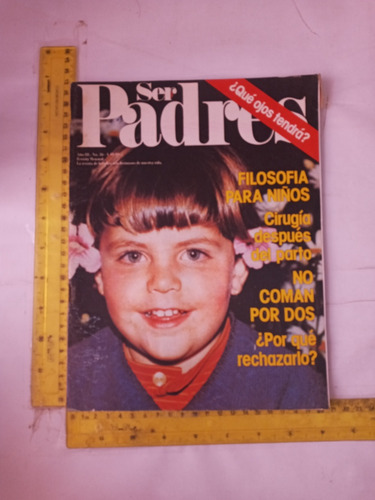 Ser
Padres
¿Qué ojos tendrá?
FILOSOFIA
PARA NIÑOS
Cirugía
después
del parto
NO
COMAN
POR DOS
¿Por qué
rechazarlo?